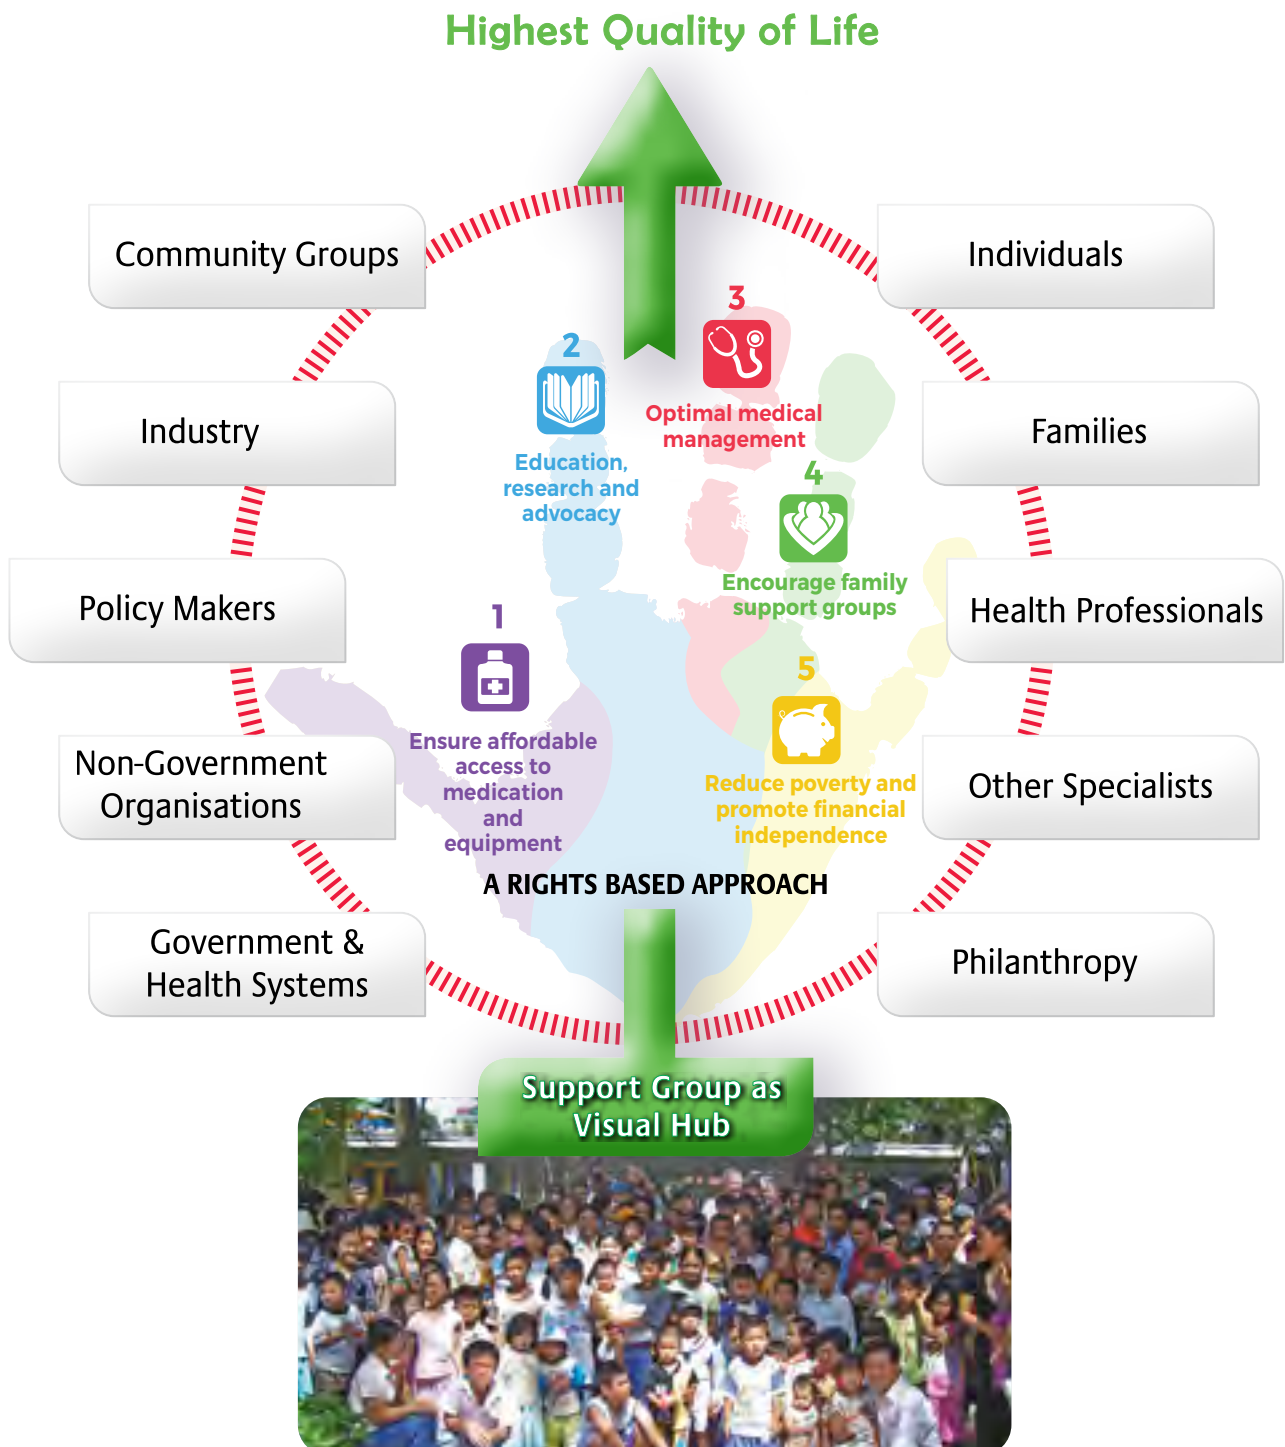 Highest Quality of Life
Community Groups
Individuals
3
2
Optimal medical
management
Industry
Families
Education,
research and
advocacy
4
Encourage family
support groups
Policy Makers
Health Professionals
1
5
Ensure affordable
access to
medication
and
equipment
Non-Government
Organisations
Reduce poverty and
promote financial
independence
Other Specialists
A RIGHTS BASED APPROACH
Government &
Health Systems
Philanthropy
Support Group as
Visual Hub